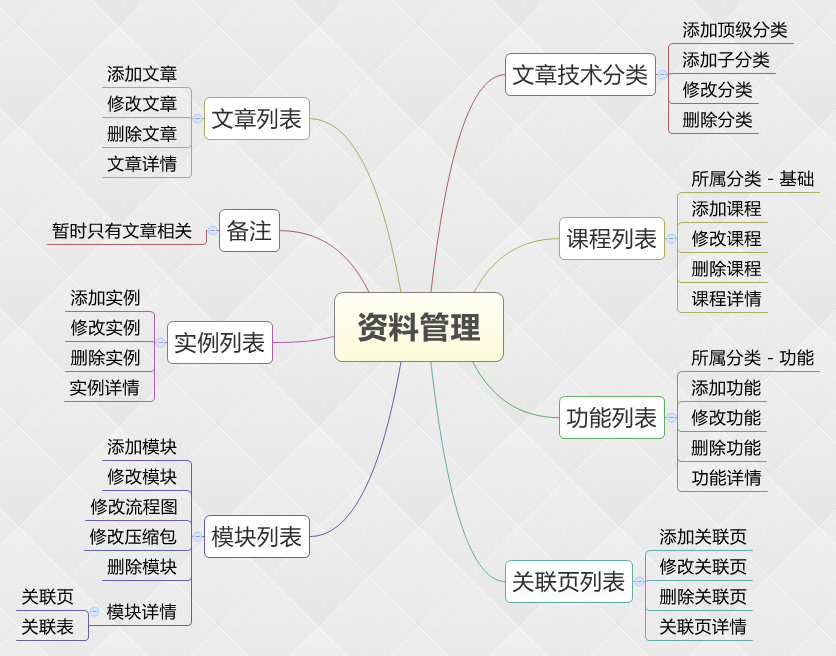 资料管理
文章技术分类
添加顶级分类
添加子分类
修改分类
删除分类
课程列表
所属分类 - 基础
添加课程
修改课程
删除课程
课程详情
功能列表
所属分类 - 功能
添加功能
修改功能
删除功能
功能详情
关联页列表
添加关联页
修改关联页
删除关联页
关联页详情
文章列表
添加文章
修改文章
删除文章
文章详情
备注
暂时只有文章相关
实例列表
添加实例
修改实例
删除实例
实例详情
模块列表
添加模块
修改模块
修改流程图
修改压缩包
删除模块
模块详情
关联页
关联表